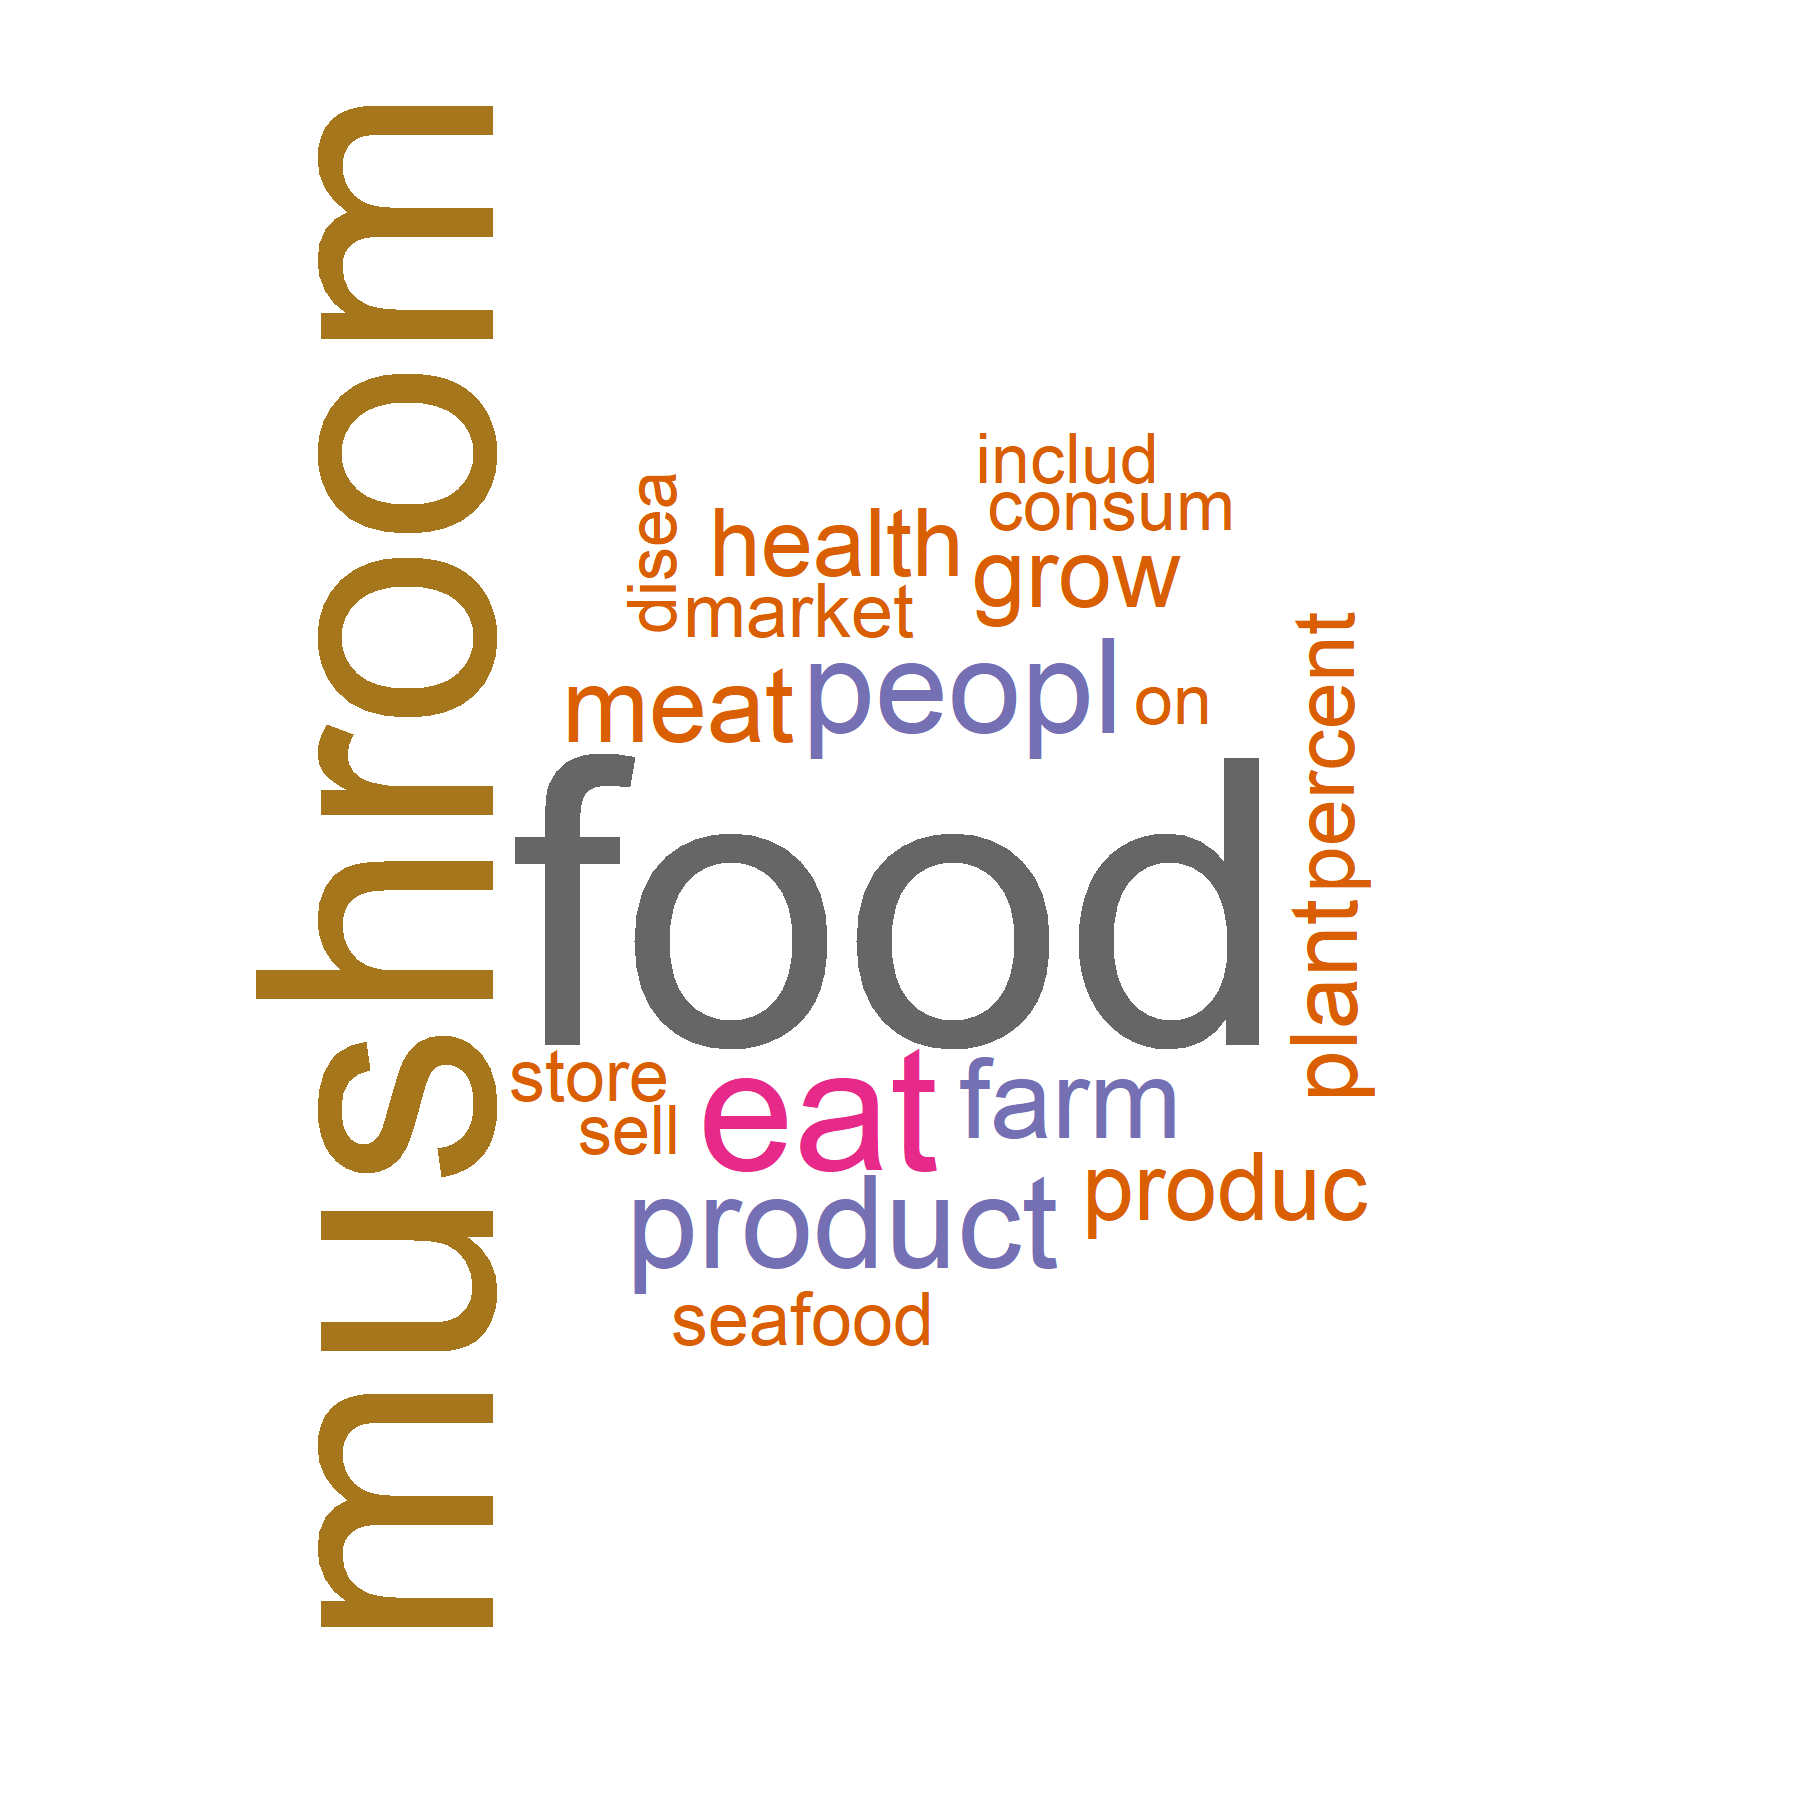 mushroom
includ
consum
disea
health
grow
market
meat
peopl
on
percent
food
plant
store
eat
farm
sell
produc
product
seafood